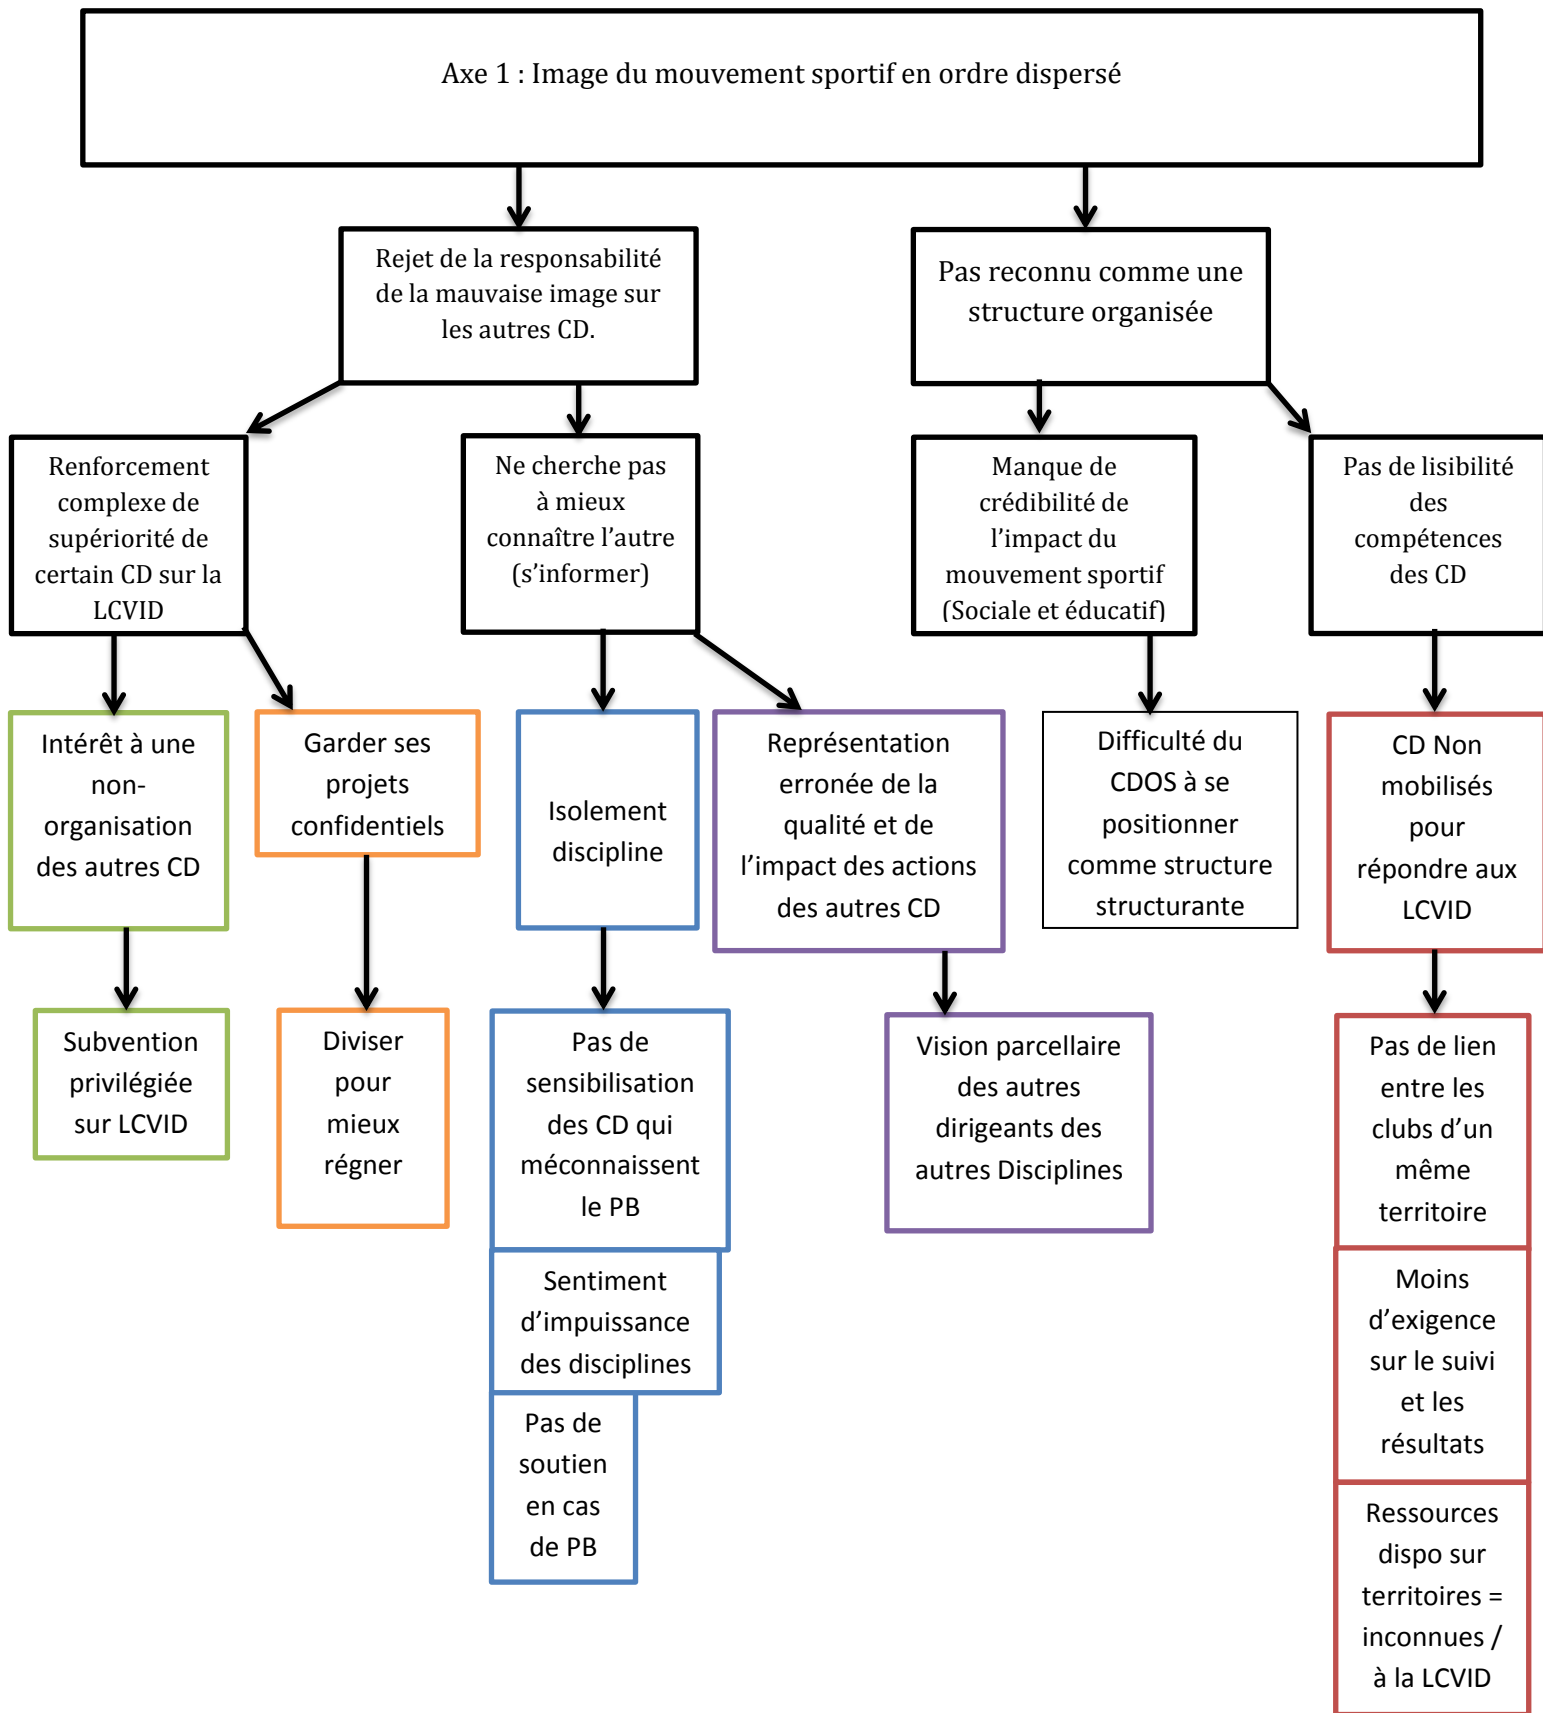 Axe 1 : Image du mouvement sportif en ordre dispersé
Rejet de la responsabilité
de la mauvaise image sur
les autres CD.
Pas reconnu comme une
structure organisée
Renforcement
complexe de
supériorité de
certain CD sur la
LCVID
Ne cherche pas
à mieux
connaître l’autre
(s’informer)
Manque de
crédibilité de
l’impact du
mouvement sportif
(Sociale et éducatif)
Pas de lisibilité
des
compétences
des CD
Intérêt à une
non-
organisation
des autres CD
Garder ses
projets
confidentiels
Isolement
discipline
Représentation
erronée de la
qualité et de
l’impact des actions
des autres CD
Difficulté du
CDOS à se
positionner
comme structure
structurante
CD Non
mobilisés
pour
répondre aux
LCVID
Subvention
privilégiée
sur LCVID
Diviser
pour
mieux
régner
Pas de
sensibilisation
des CD qui
méconnaissent
le PB
Vision parcellaire
des autres
dirigeants des
autres Disciplines
Pas de lien
entre les
clubs d’un
même
territoire
Sentiment
d’impuissance
des disciplines
Moins
d’exigence
sur le suivi
et les
résultats
Pas de
soutien
en cas
de PB
Ressources
dispo sur
territoires =
inconnues /
à la LCVID